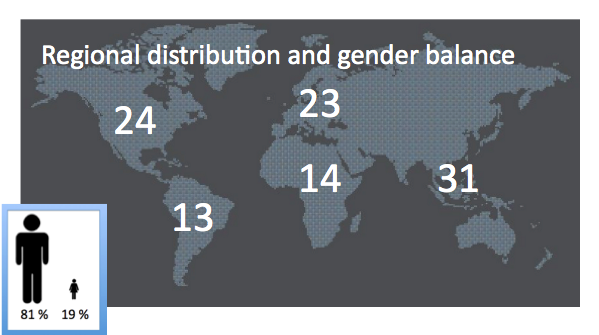 Regional distribution and gender balance
24
23
14
31
13
81 % 19 %